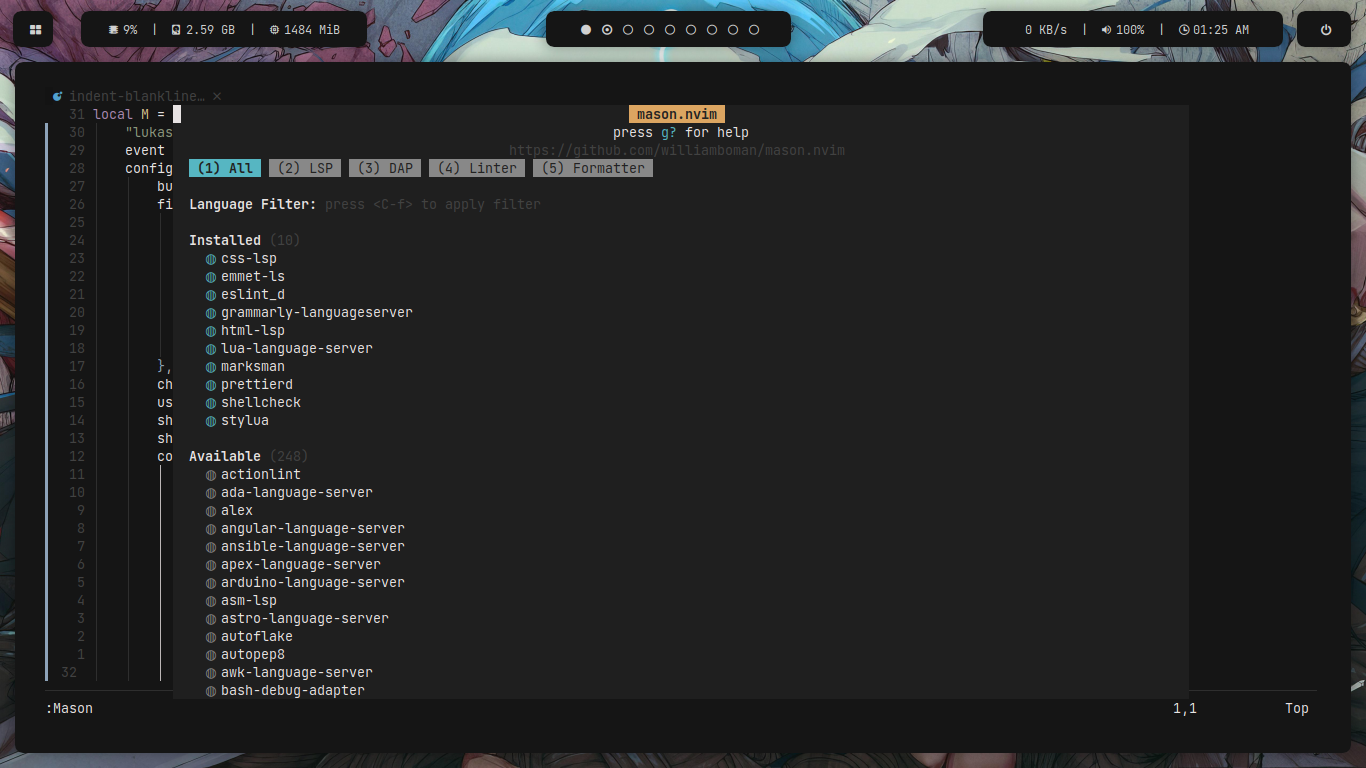 9% | 2.59 GB | 1484 MiB
0 KB/s | 100% | 01:25 AM
indent-blankline… ×
31 local M =
mason.nvim
30 "lukas
press g? for help
29 event
https://github.com/williamboman/mason.nvim
28 config
(1) All (2) LSP (3) DAP (4) Linter (5) Formatter
27 bu
26 fi
Language Filter: press <C-f> to apply filter
25
24
Installed (10)
23
css-lsp
22
emmet-ls
21
eslint_d
20
grammarly-languageserver
19
html-lsp
18
lua-language-server
17 },
marksman
16 ch
prettierd
15 us
shellcheck
14 sh
stylua
13 sh
12 co
Available (248)
11
actionlint
10
ada-language-server
9
alex
8
angular-language-server
7
ansible-language-server
6
apex-language-server
5
arduino-language-server
4
asm-lsp
3
astro-language-server
2
autoflake
1
autopep8
32
awk-language-server
bash-debug-adapter
:Mason
1,1 Top